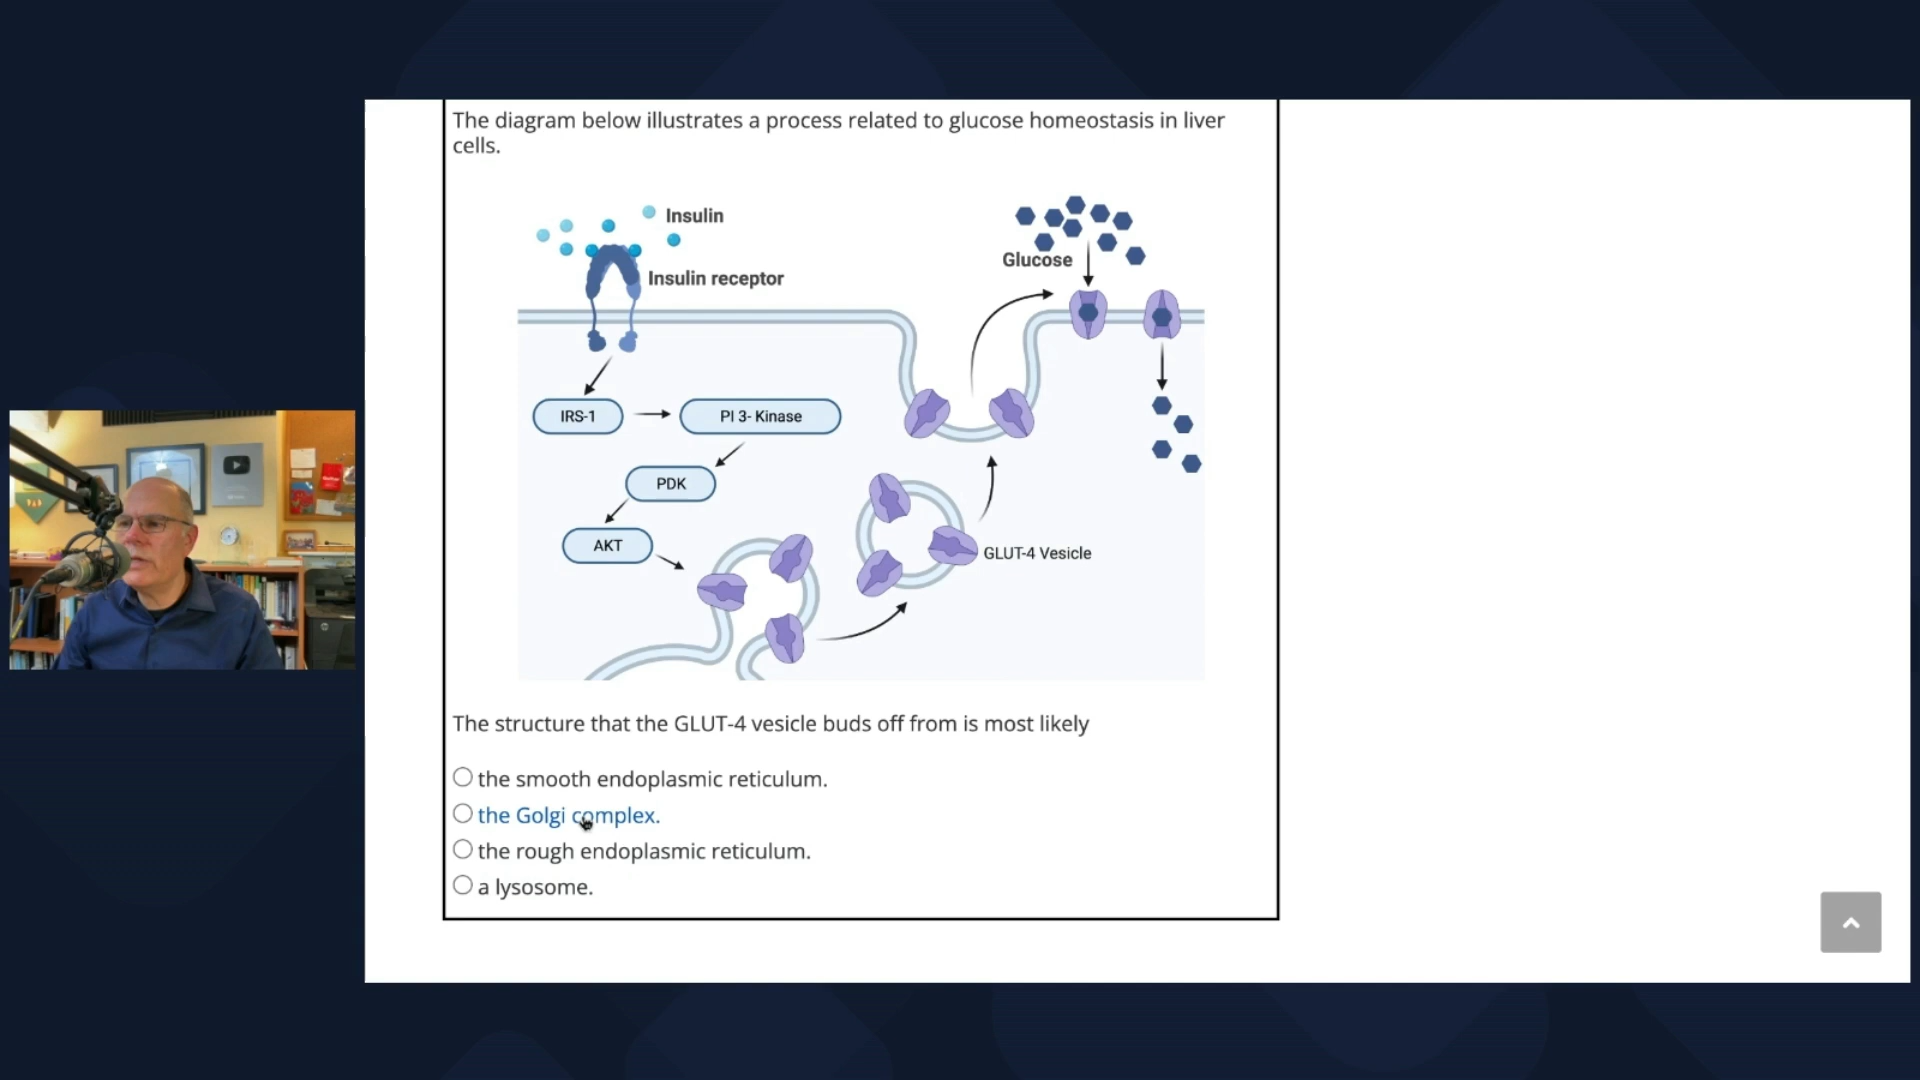 The diagram below illustrates a process related to glucose homeostasis in liver
cells.
Insulin
Insulin receptor
Glucose
IRS-1
PI 3- Kinase
PDK
AKT
GLUT-4 Vesicle
The structure that the GLUT-4 vesicle buds off from is most likely
the smooth endoplasmic reticulum.
the Golgi complex.
the rough endoplasmic reticulum.
a lysosome.